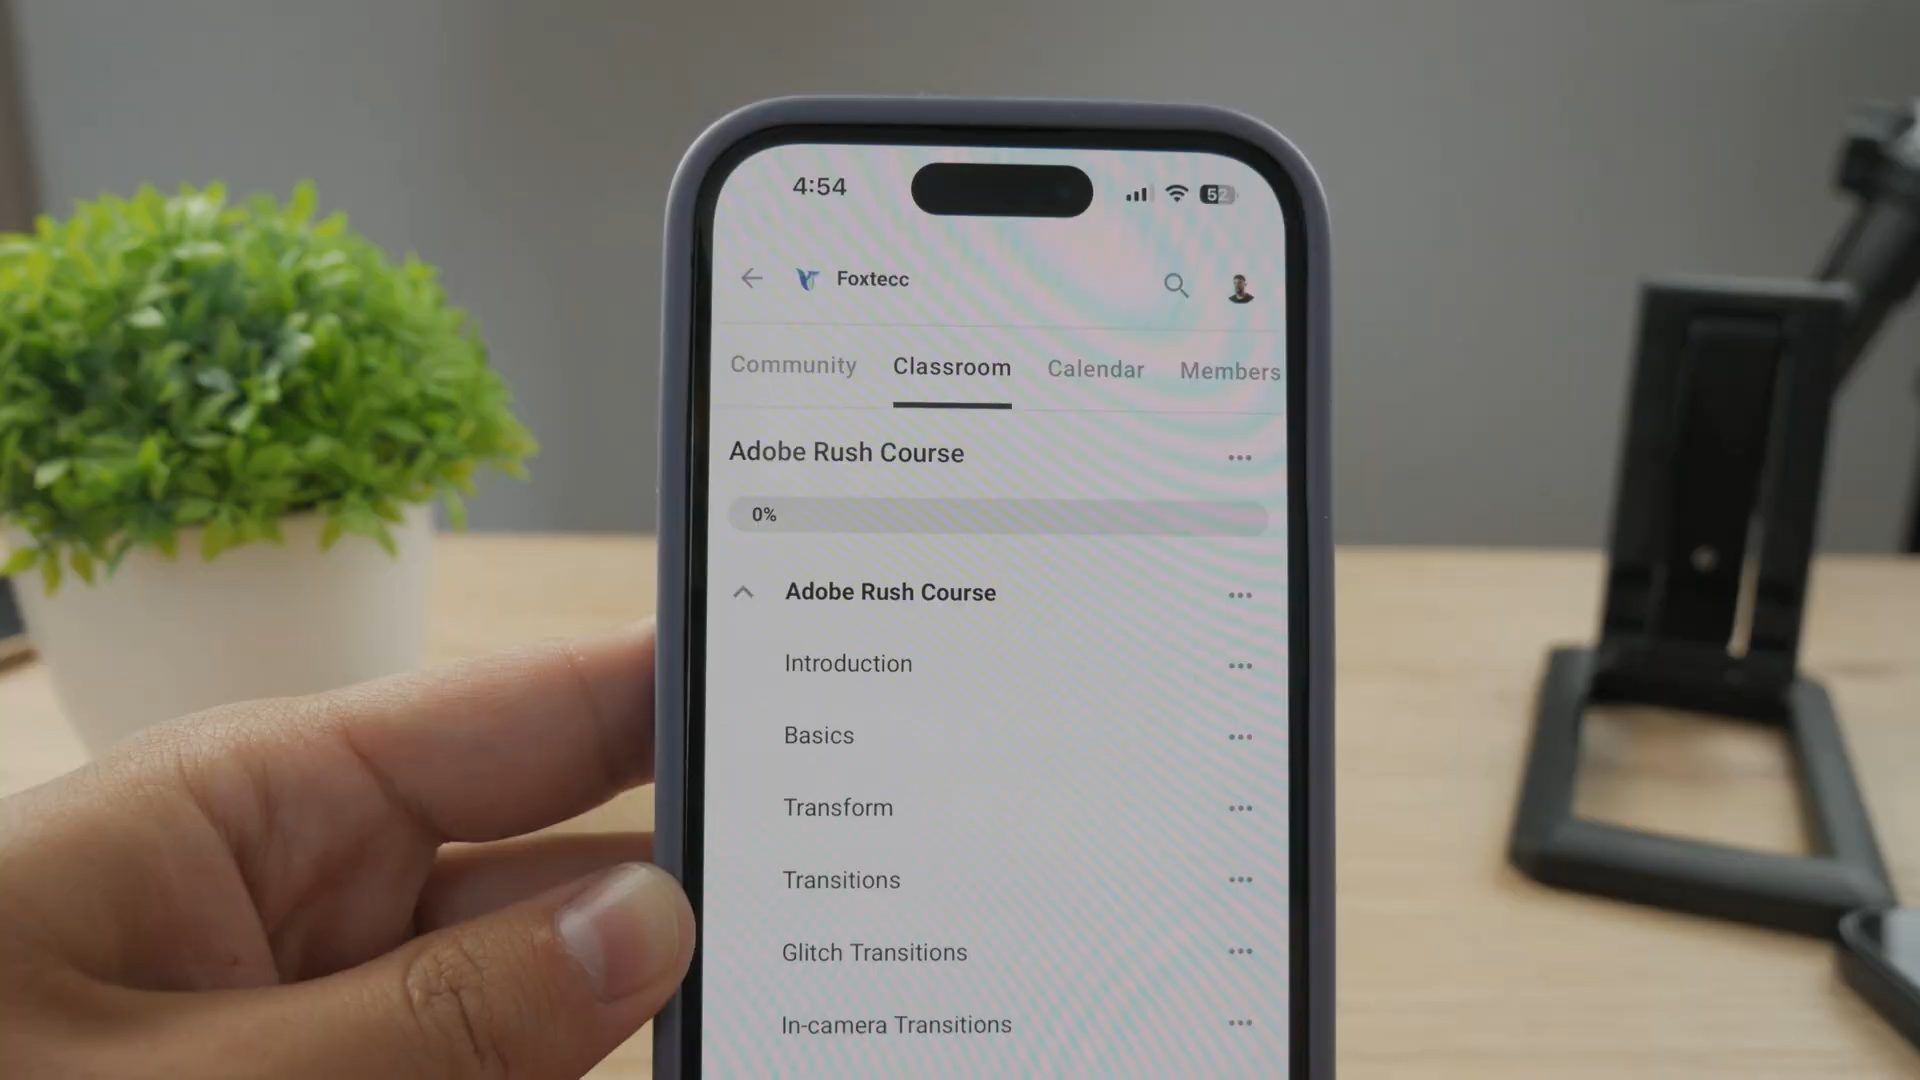 4:54
52
Foxtecc
Community Classroom Calendar Members
Adobe Rush Course
0%
Adobe Rush Course
Introduction
Basics
Transform
Transitions
Glitch Transitions
In-camera Transitions